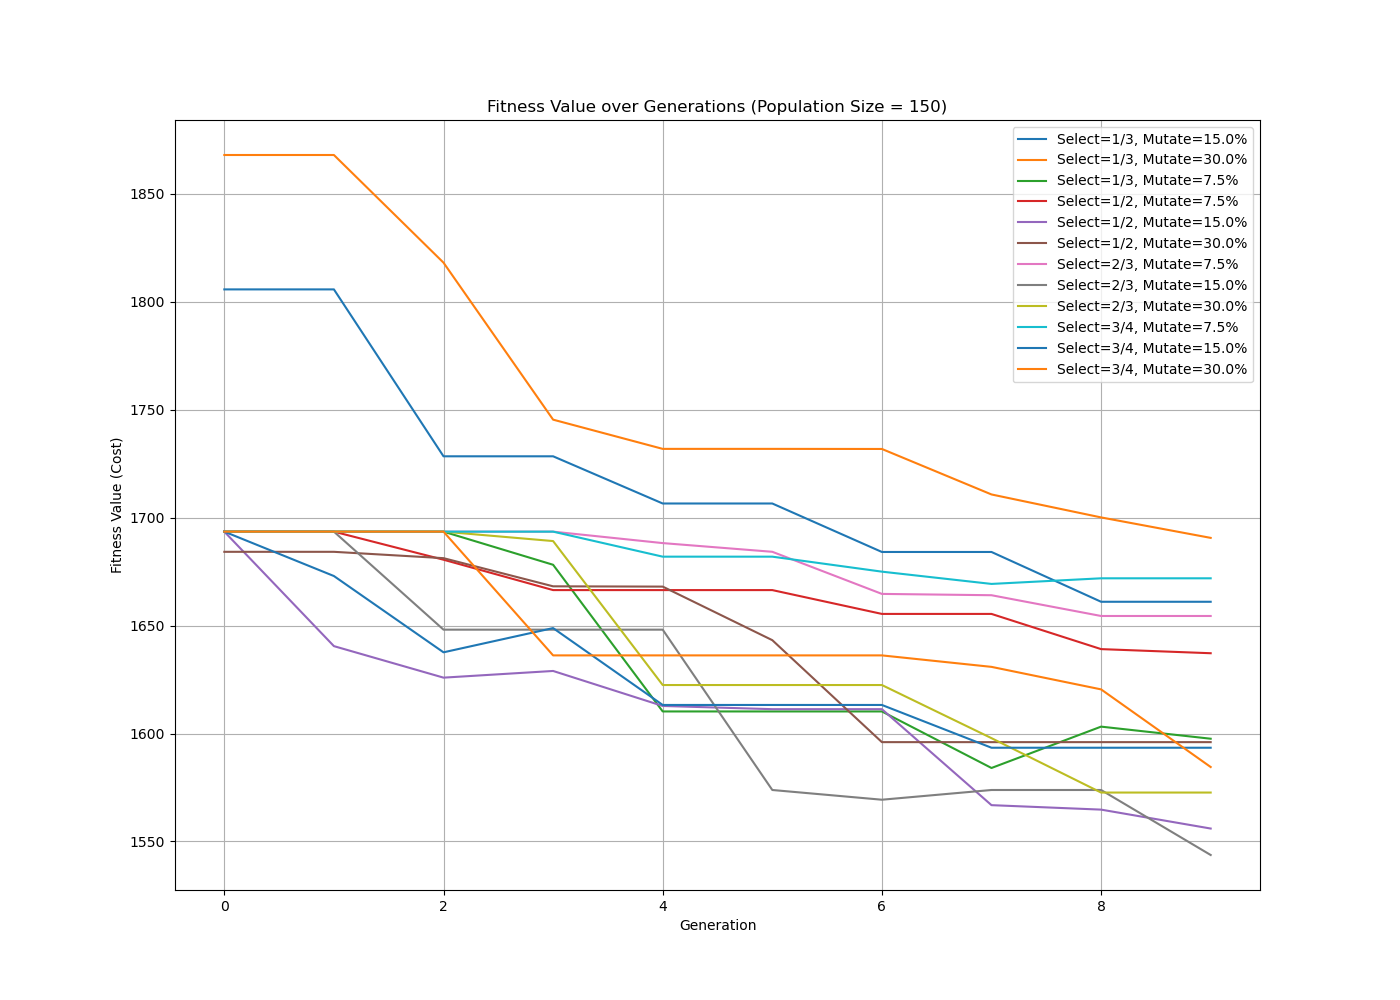 Fitness Value over Generations (Population Size = 150)
Select=1/3, Mutate=15.0%
Select=1/3, Mutate=30.0%
Select=1/3, Mutate=7.5%
Select=1/2, Mutate=7.5%
Select=1/2, Mutate=15.0%
Select=1/2, Mutate=30.0%
Select=2/3, Mutate=7.5%
Select=2/3, Mutate=15.0%
Select=2/3, Mutate=30.0%
Select=3/4, Mutate=7.5%
Select=3/4, Mutate=15.0%
Select=3/4, Mutate=30.0%
1850
1800
1750
1700
1650
1600
1550
Fitness Value (Cost)
0 2 4 6 8
Generation